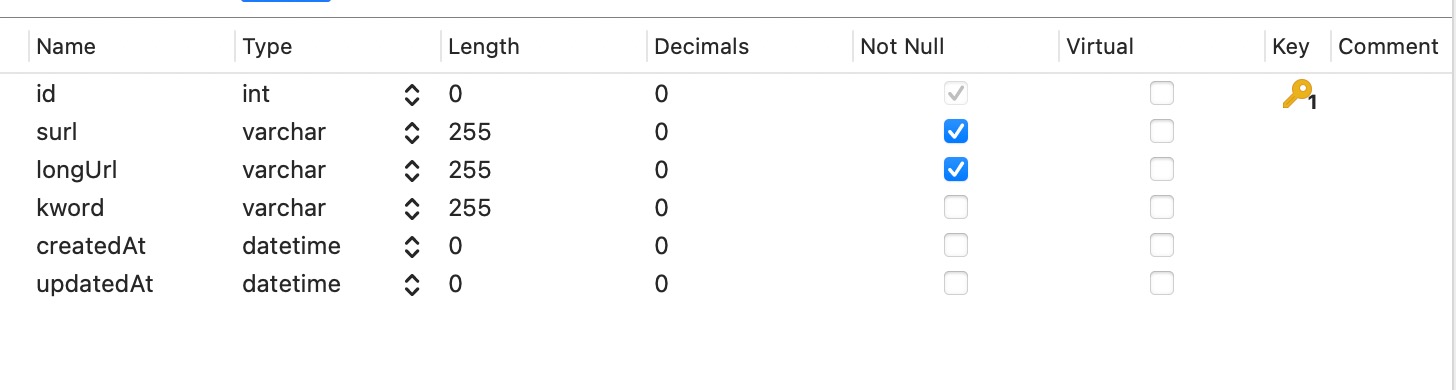 Name Type Length Decimals Not Null Virtual Key Comment
id int 0 0 1
surl varchar 255 0
longUrl varchar 255 0
kword varchar 255 0
createdAt datetime 0 0
updatedAt datetime 0 0